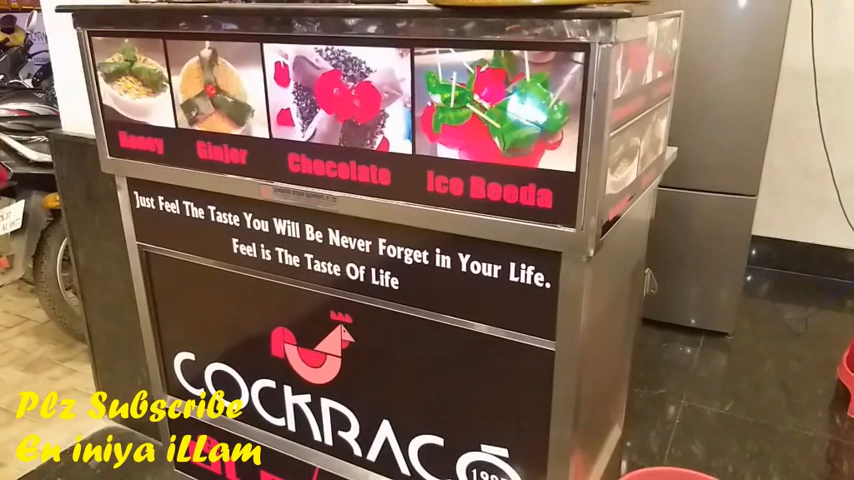 Honey Ginjer Chocolate Ice Beeda
Just Feel The Taste You Will Be Never Forget in Your Life.
Feel is The Taste Of Life
COCKRACŌ
Plz Subscribe
En iniya iLLam